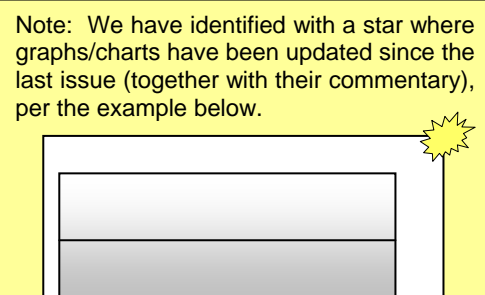 Note: We have identified with a star where
graphs/charts have been updated since the
last issue (together with their commentary),
per the example below.